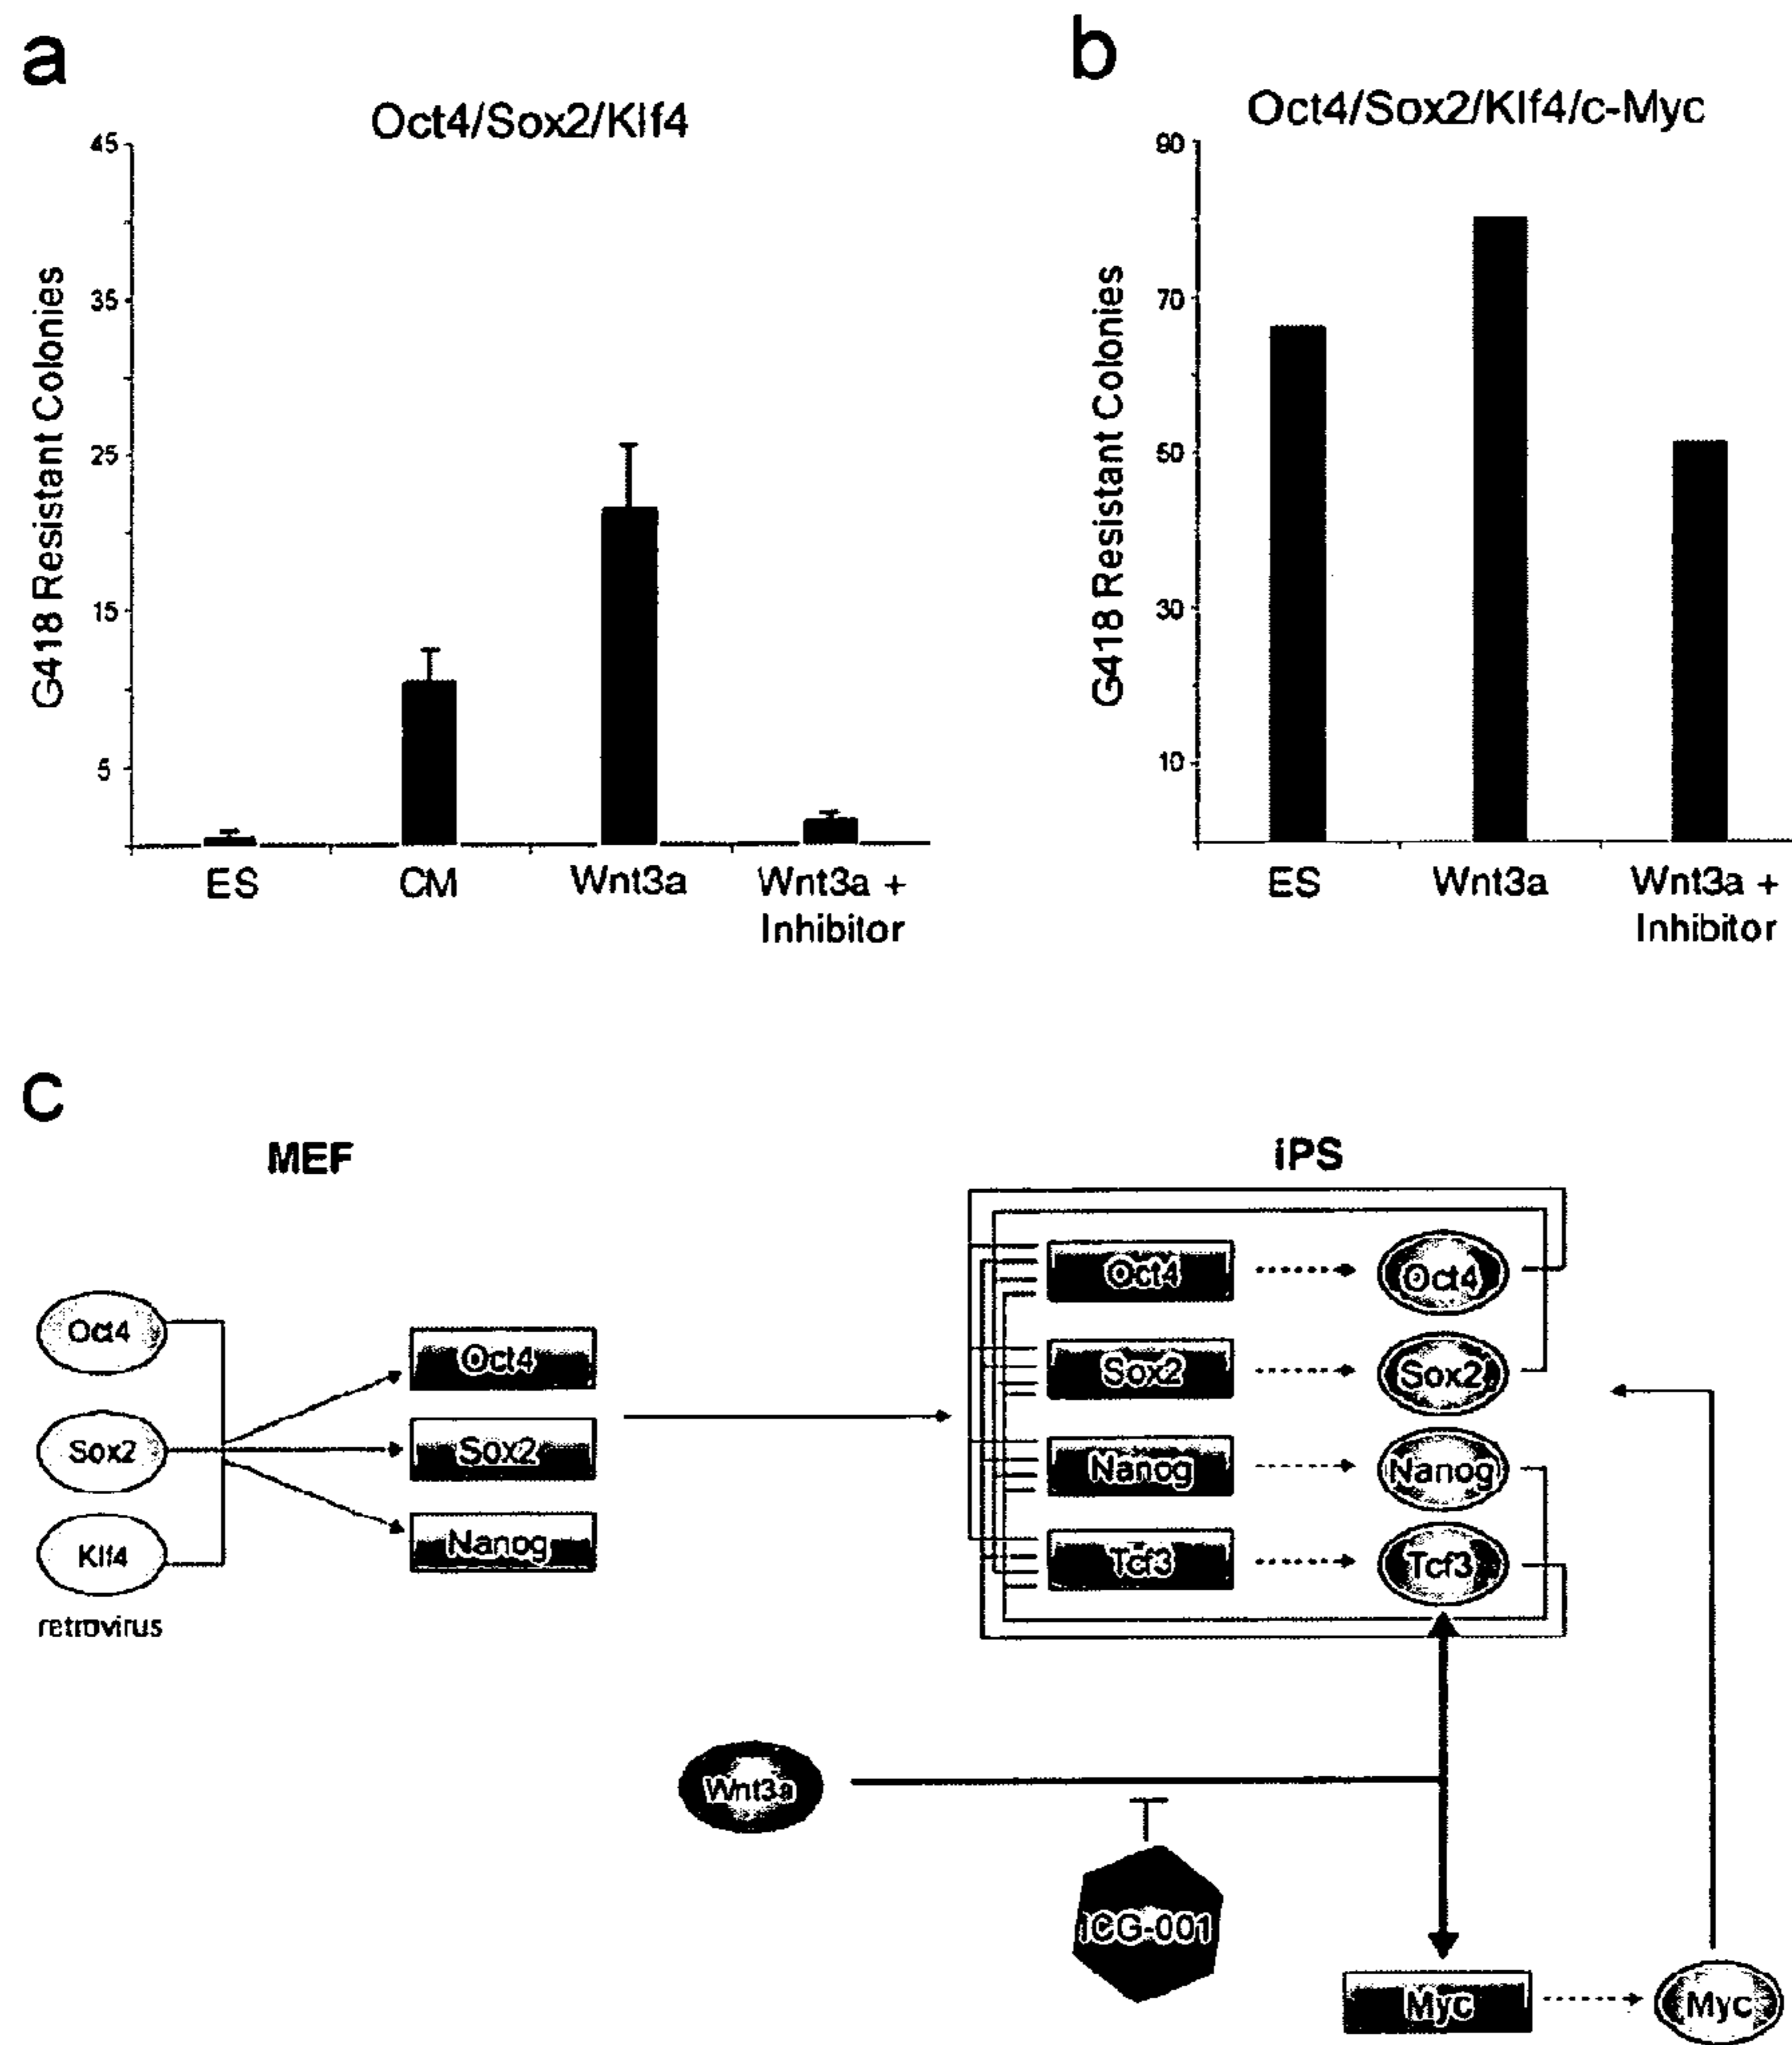 a
Oct4/Sox2/Klf4
45
35
25
15
5
G418 Resistant Colonies
ES
CM
Wnt3a
Wnt3a +
Inhibitor
b
Oct4/Sox2/Klf4/c-Myc
90
70
50
30
10
G418 Resistant Colonies
ES
Wnt3a
Wnt3a +
Inhibitor
c
MEF
Oct4
Sox2
Klf4
retrovirus
Oct4
Sox2
Nanog
iPS
Oct4
Oct4
Sox2
Sox2
Nanog
Nanog
Tcf3
Tcf3
Wnt3a
ICG-001
Myc
Myc